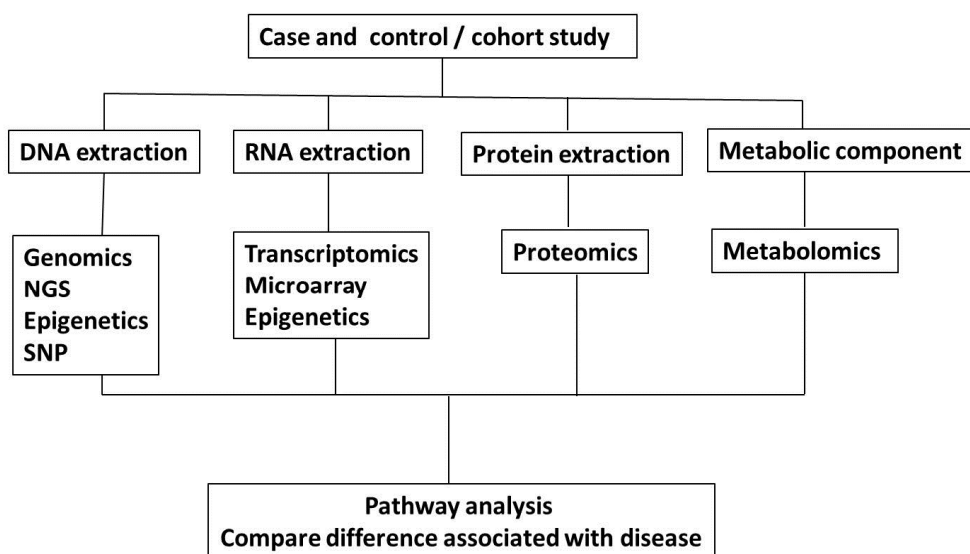 Case and control / cohort study
DNA extraction
RNA extraction
Protein extraction
Metabolic component
Genomics
NGS
Epigenetics
SNP
Transcriptomics
Microarray
Epigenetics
Proteomics
Metabolomics
Pathway analysis
Compare difference associated with disease